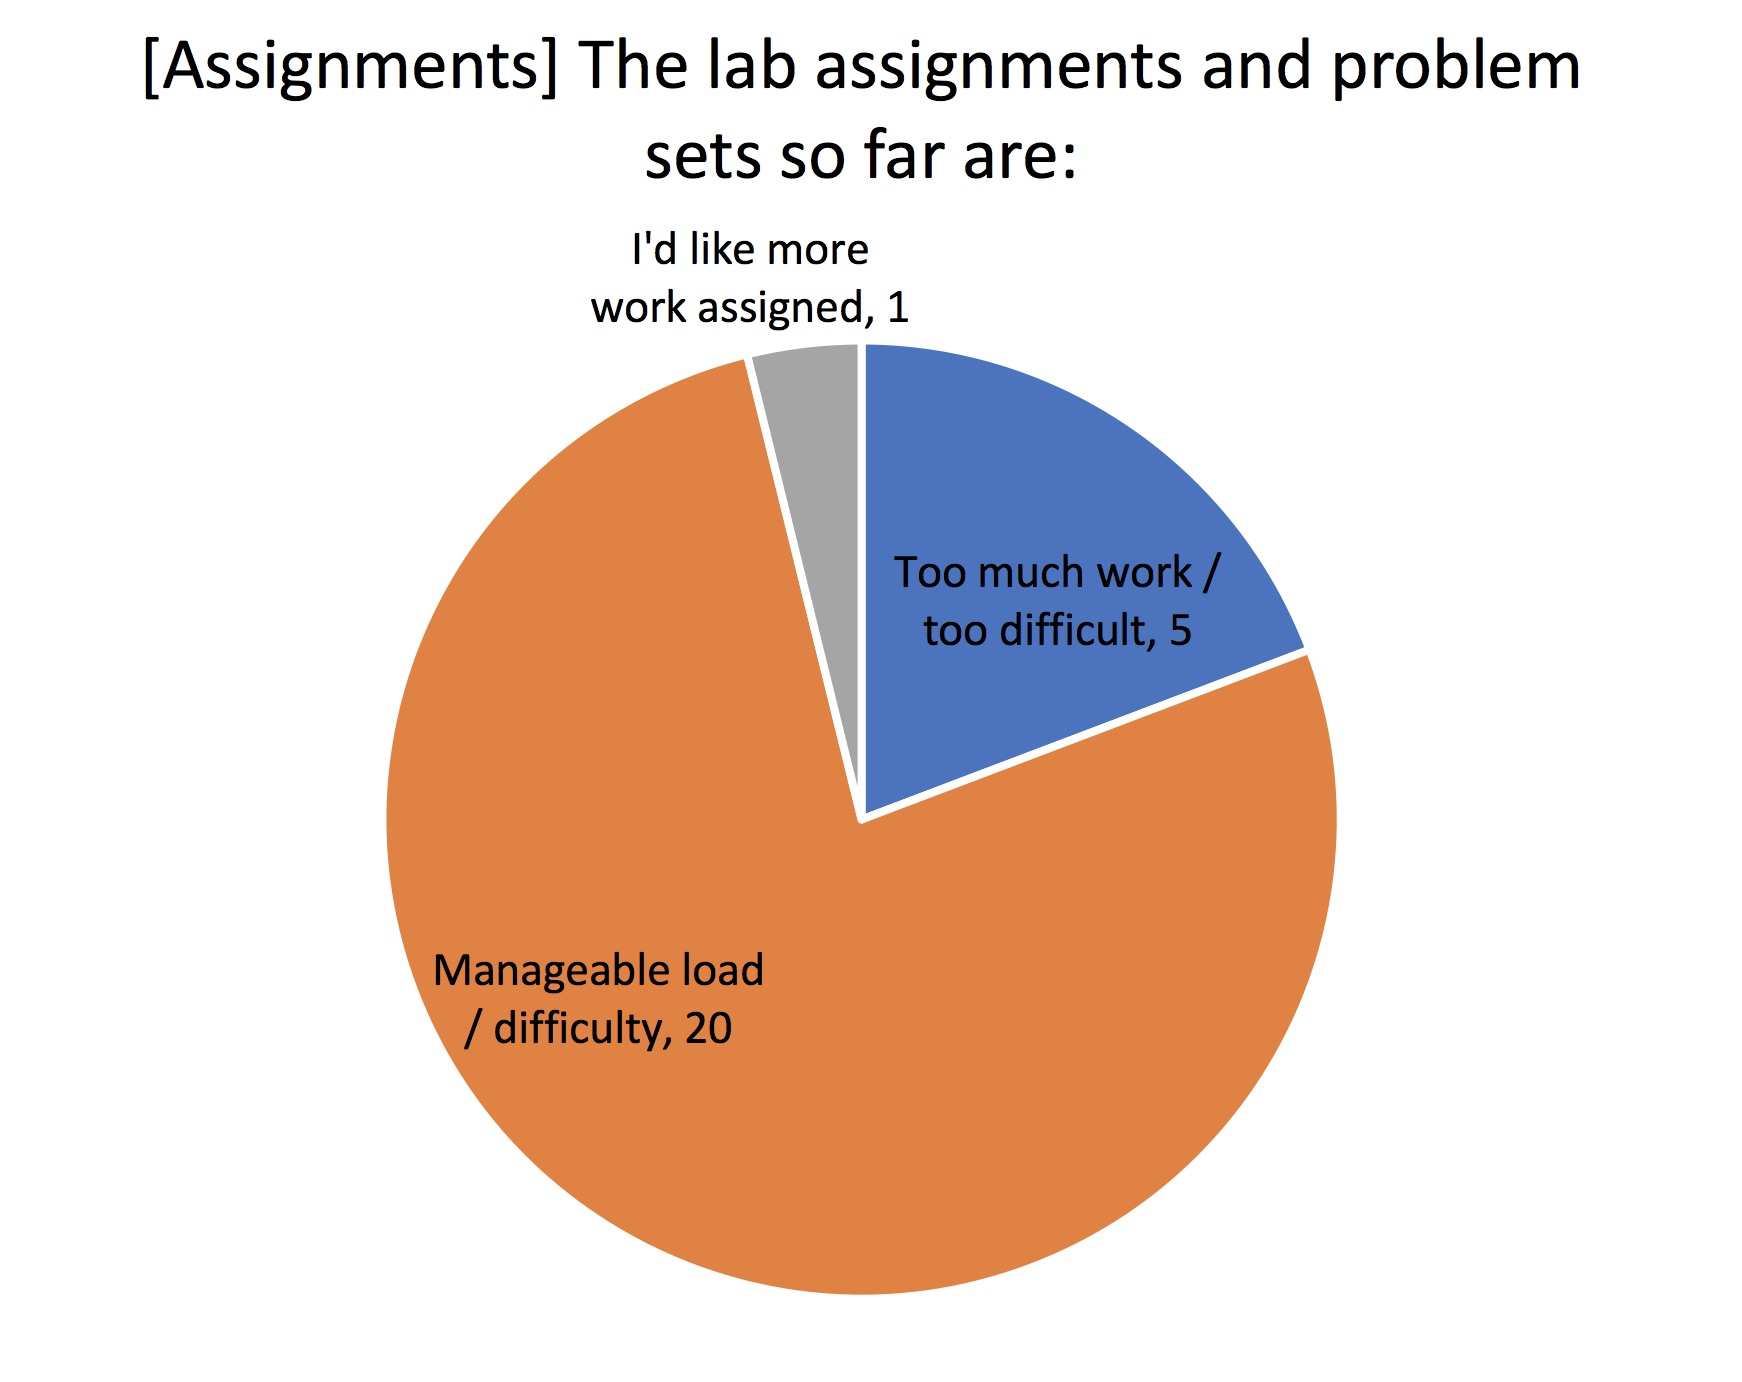 [Assignments] The lab assignments and problem
sets so far are:
I'd like more
work assigned, 1
Too much work /
too difficult, 5
Manageable load
/ difficulty, 20